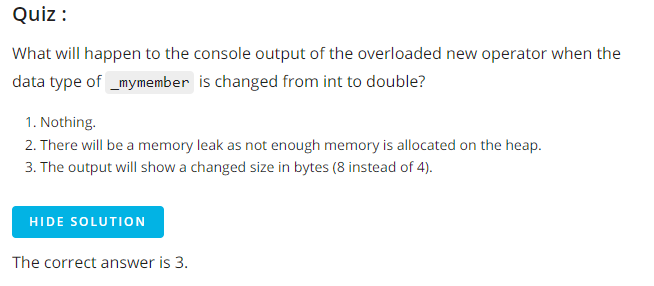 Quiz :
What will happen to the console output of the overloaded new operator when the
data type of _mymember is changed from int to double?
1. Nothing.
2. There will be a memory leak as not enough memory is allocated on the heap.
3. The output will show a changed size in bytes (8 instead of 4).
HIDE SOLUTION
The correct answer is 3.